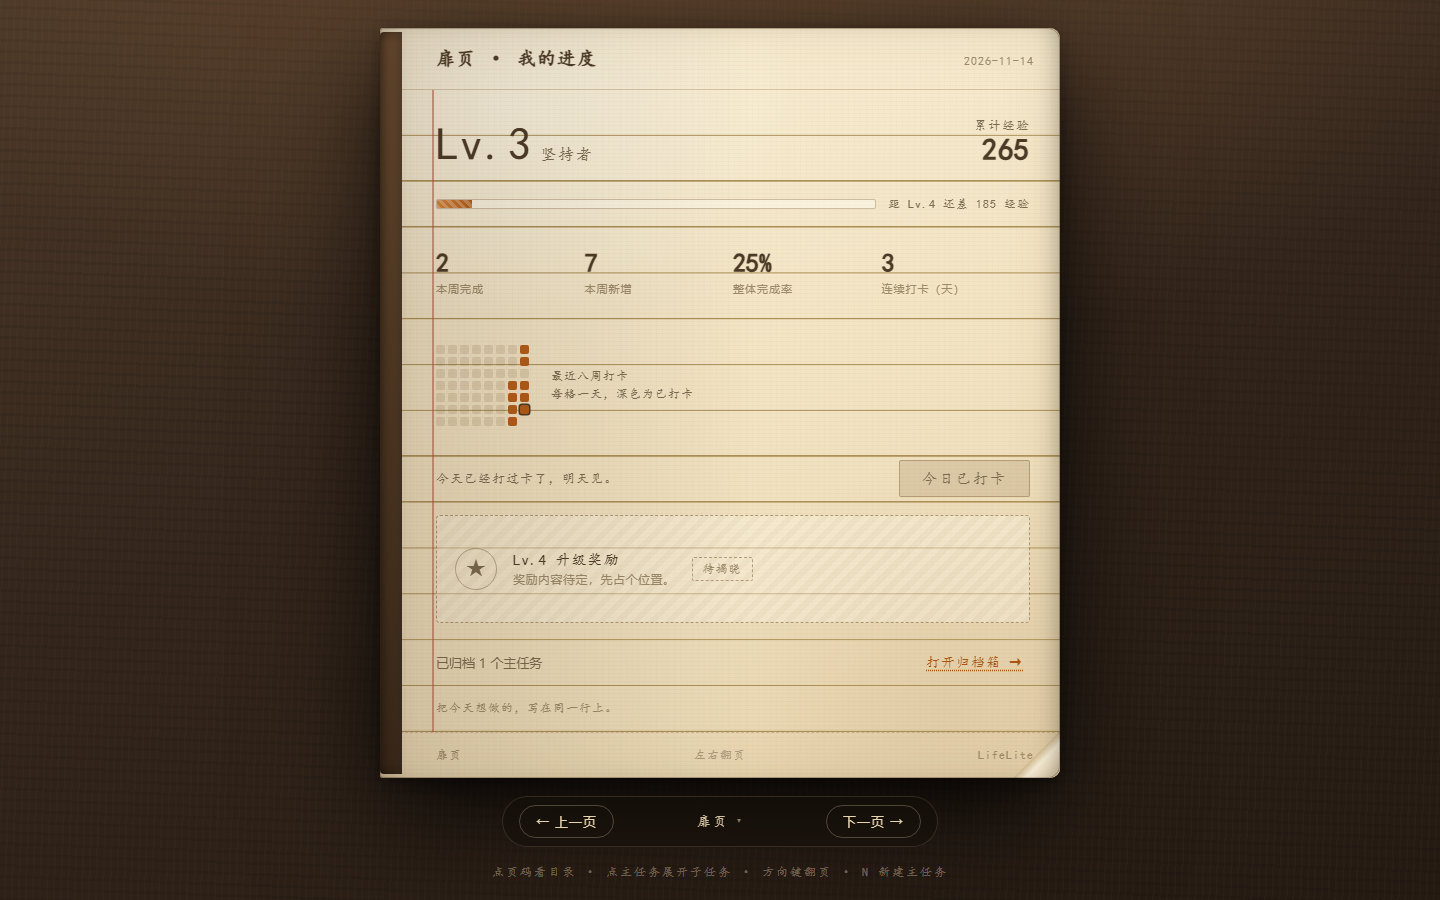 扉页 • 我的进度
2026-11-14
Lv. 3 坚持者
累计经验
265
距 Lv.4 还差 185 经验
2 7 25% 3
本周完成 本周新增 整体完成率 连续打卡（天）
最近八周打卡
每格一天，深色为已打卡
今天已经打过卡了，明天见。
今日已打卡
Lv.4 升级奖励
奖励内容待定，先占个位置。
待揭晓
已归档 1 个主任务
打开归档箱 →
把今天想做的，写在同一行上。
扉页 左右翻页 LifeLite
← 上一页 扉页 下一页 →
点页码看目录 • 点主任务展开子任务 • 方向键翻页 • N 新建主任务